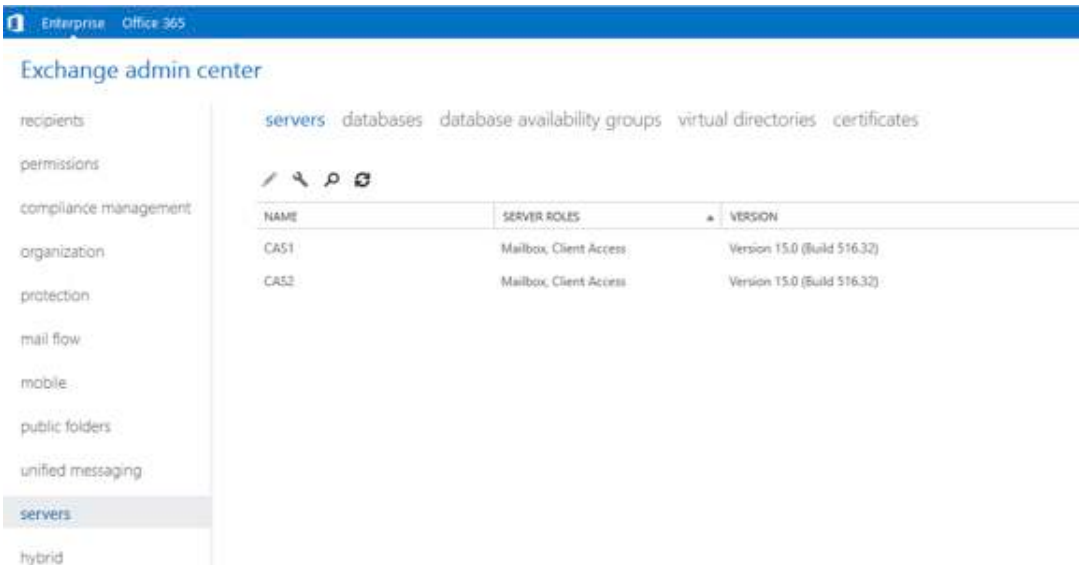 Enterprise Office 365
Exchange admin center
recipients
permissions
compliance management
organization
protection
mail flow
mobile
public folders
unified messaging
servers
hybrid
servers databases database availability groups virtual directories certificates
NAME SERVER ROLES VERSION
CAS1 Mailbox, Client Access Version 15.0 (Build 516.32)
CAS2 Mailbox, Client Access Version 15.0 (Build 516.32)